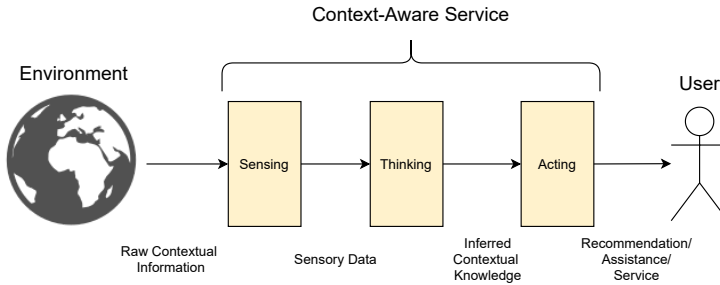 Context-Aware Service
Environment
User
Sensing
Thinking
Acting
Raw Contextual
Information
Sensory Data
Inferred
Contextual
Knowledge
Recommendation/
Assistance/
Service